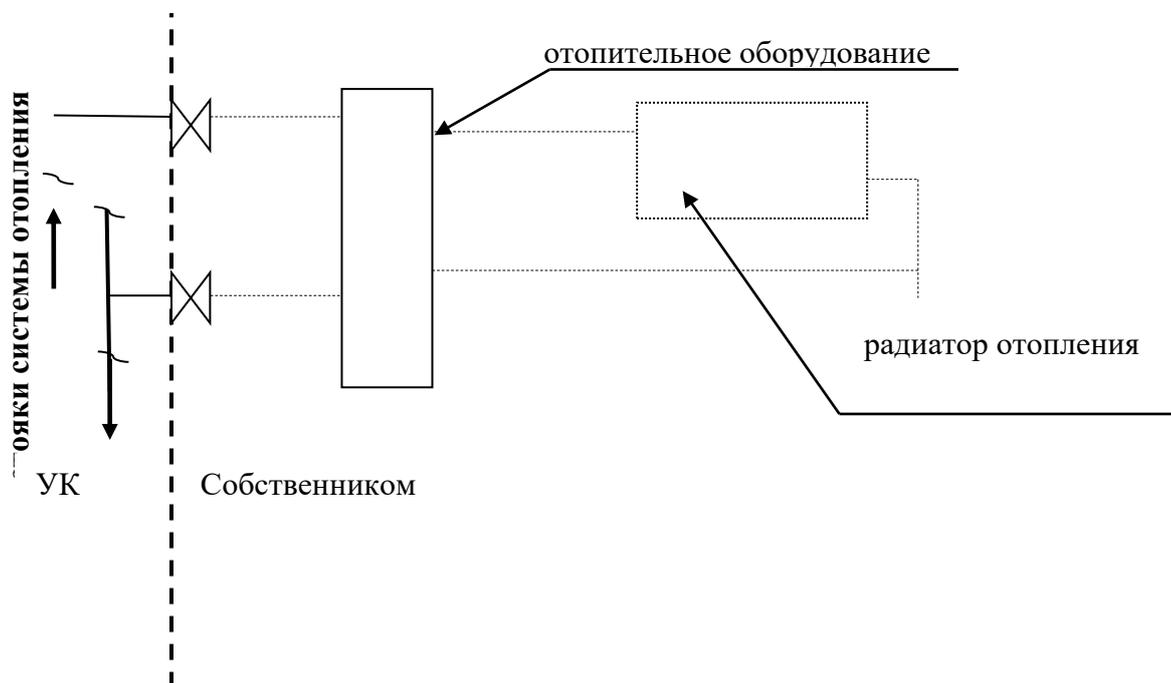 отопительное оборудование
ояки системы отопления
радиатор отопления
УК
Собственником